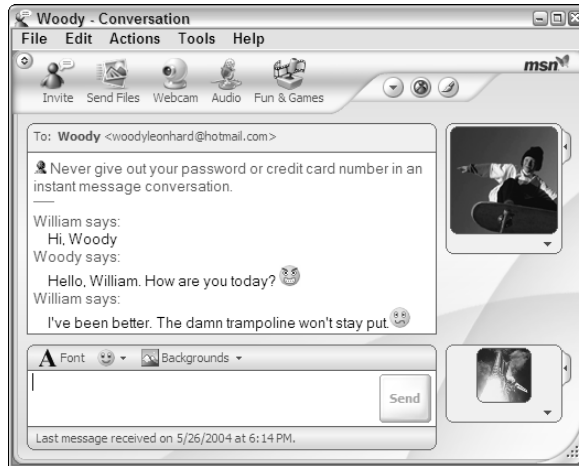 Woody - Conversation
File Edit Actions Tools Help
msn
Invite Send Files Webcam Audio Fun & Games
To: Woody <woodyleonhard@hotmail.com>
Never give out your password or credit card number in an
instant message conversation.
William says:
Hi, Woody
Woody says:
Hello, William. How are you today?
William says:
I've been better. The damn trampoline won't stay put.
A Font Backgrounds
Send
Last message received on 5/26/2004 at 6:14 PM.